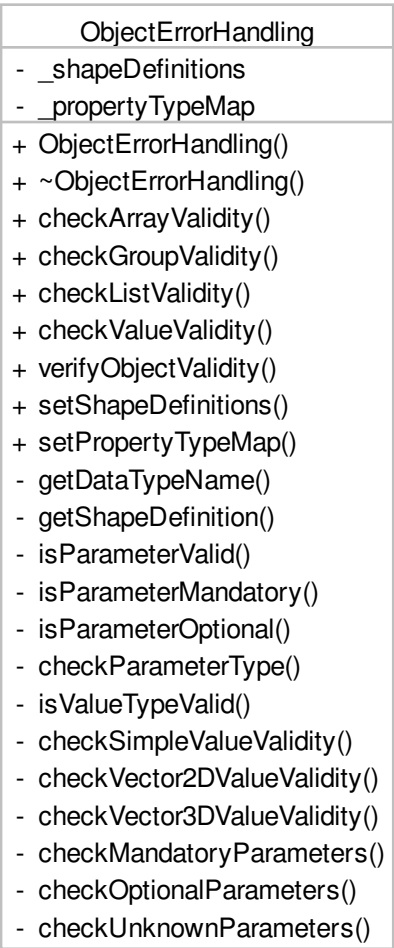 ObjectErrorHandling
- _shapeDefinitions
- _propertyTypeMap
+ ObjectErrorHandling()
+ ~ObjectErrorHandling()
+ checkArrayValidity()
+ checkGroupValidity()
+ checkListValidity()
+ checkValueValidity()
+ verifyObjectValidity()
+ setShapeDefinitions()
+ setPropertyTypeMap()
- getDataTypeName()
- getShapeDefinition()
- isParameterValid()
- isParameterMandatory()
- isParameterOptional()
- checkParameterType()
- isValueTypeValid()
- checkSimpleValueValidity()
- checkVector2DValueValidity()
- checkVector3DValueValidity()
- checkMandatoryParameters()
- checkOptionalParameters()
- checkUnknownParameters()